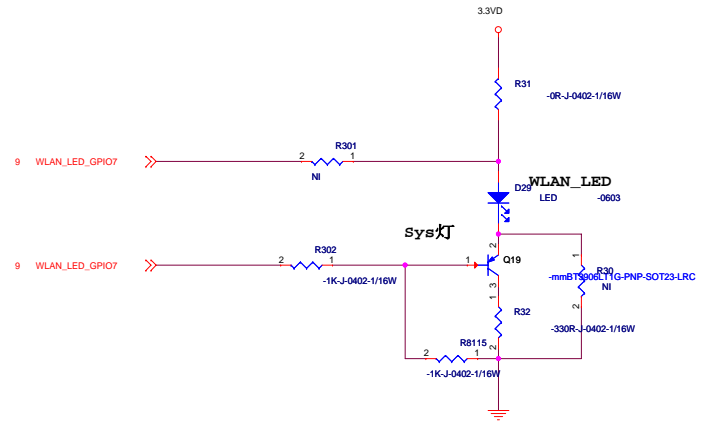 3.3VD
R31
-0R-J-0402-1/16W
R301
9 WLAN_LED_GPIO7
2 1
NI
WLAN_LED
D29
LED -0603
Sys灯
2
R302
1
Q19
9 WLAN_LED_GPIO7
2 1
1
R30
-1K-J-0402-1/16W
-mmBT3906LT1G-PNP-SOT23-LRC
3
NI
1
2
R32
-330R-J-0402-1/16W
R8115
2 1
2
-1K-J-0402-1/16W